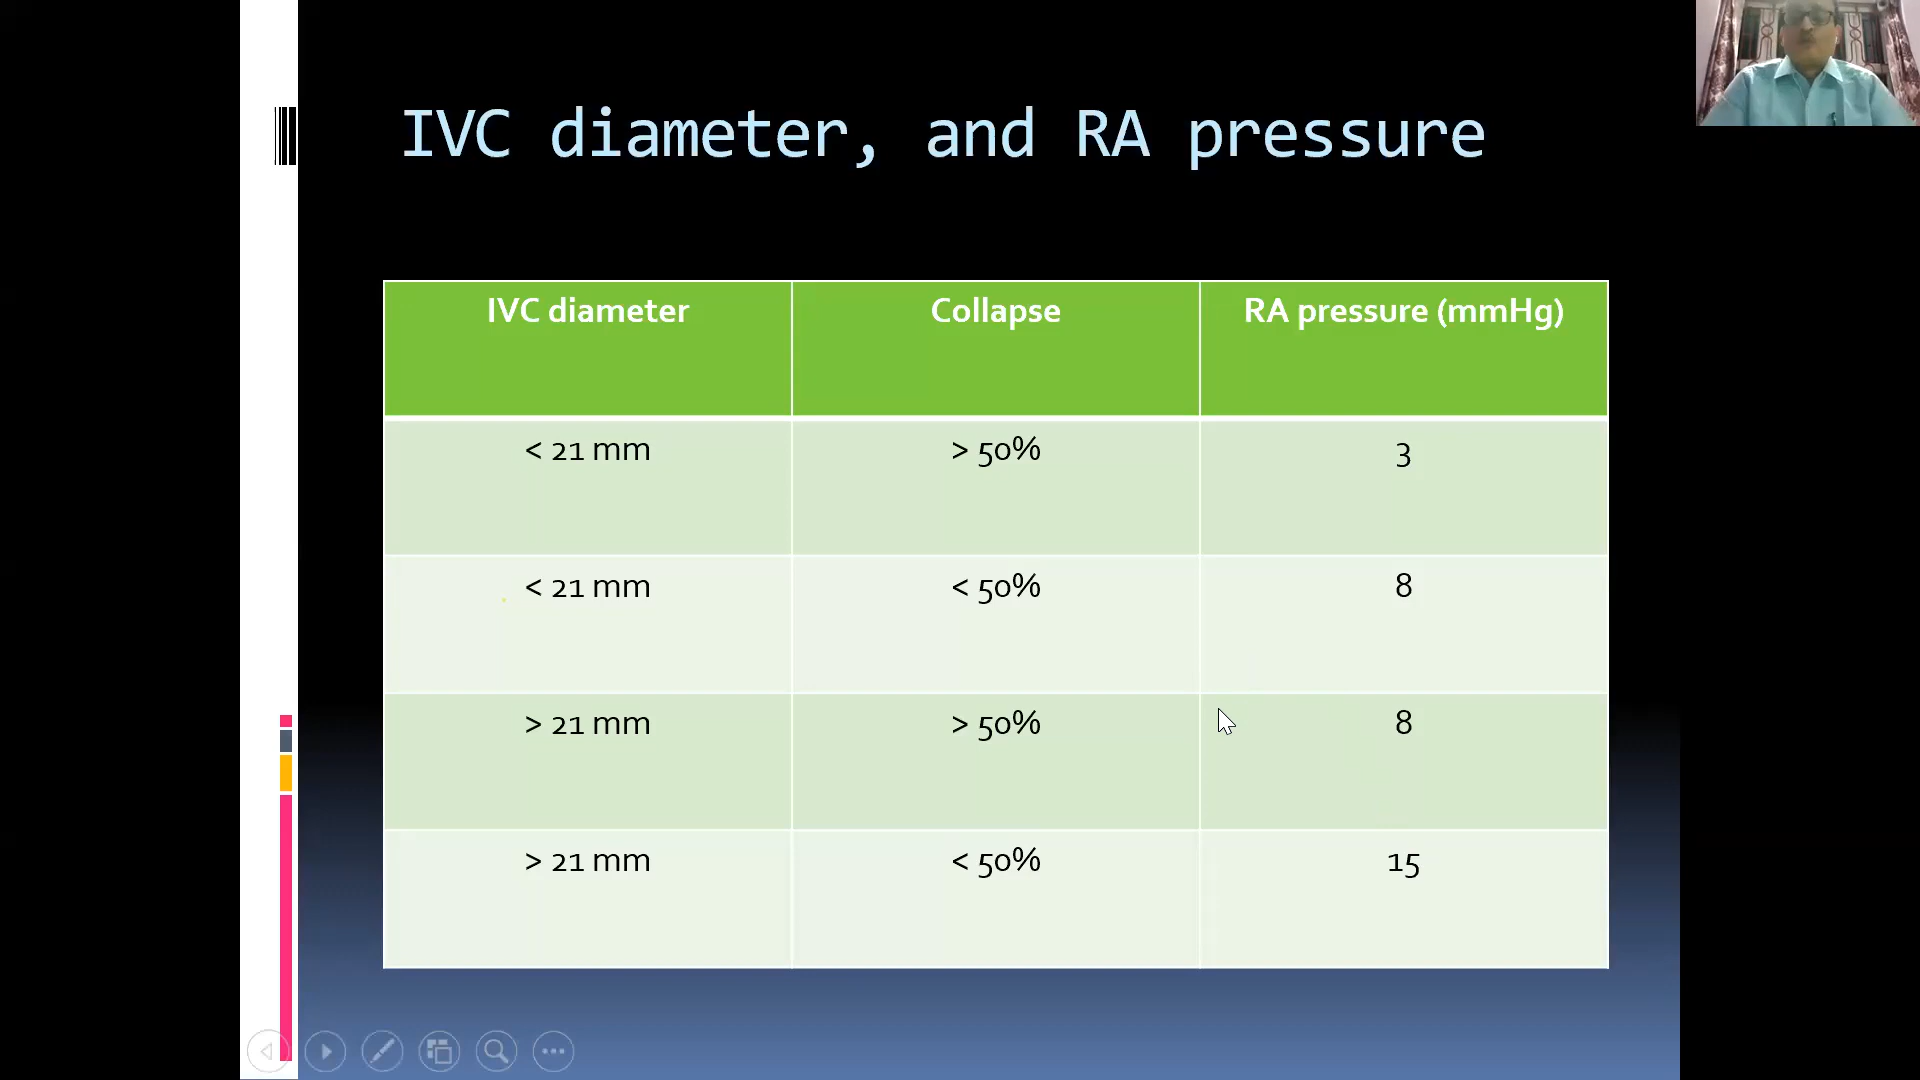 IVC diameter, and RA pressure
IVC diameter Collapse RA pressure (mmHg)
< 21 mm > 50% 3
< 21 mm < 50% 8
> 21 mm > 50% 8
> 21 mm < 50% 15